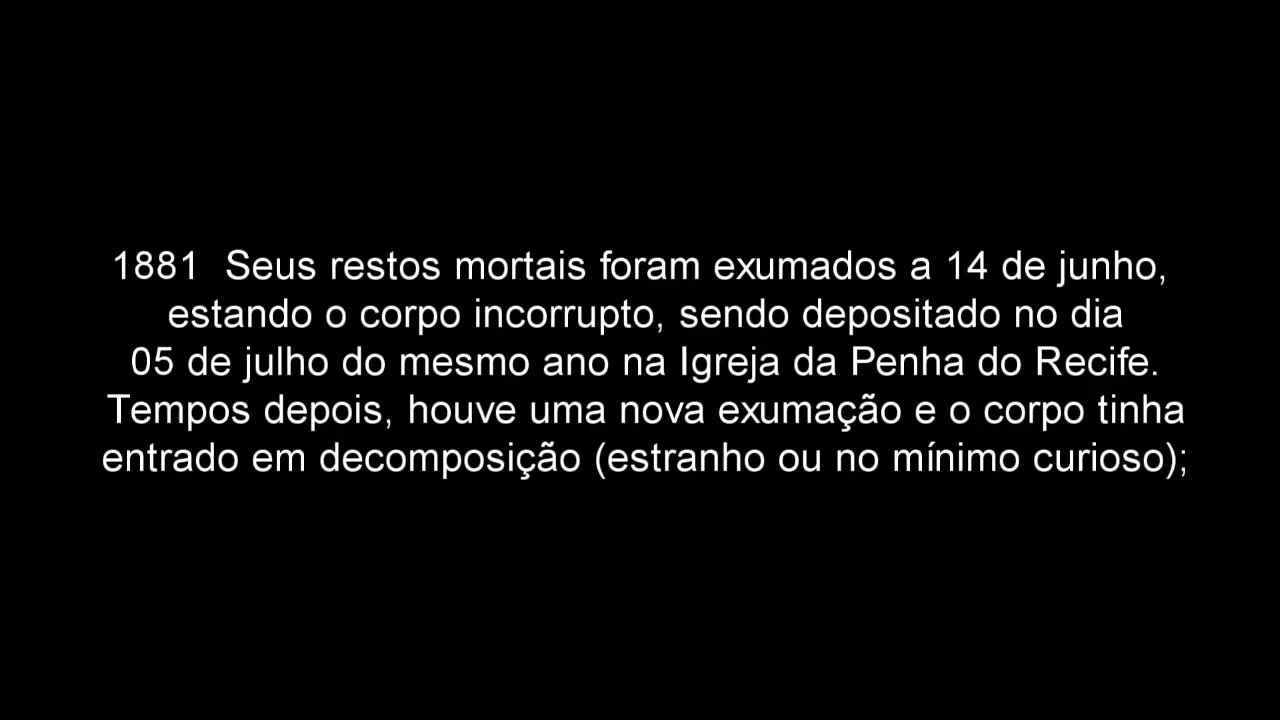 1881  Seus restos mortais foram exumados a 14 de junho,
estando o corpo incorrupto, sendo depositado no dia
05 de julho do mesmo ano na Igreja da Penha do Recife.
Tempos depois, houve uma nova exumação e o corpo tinha
entrado em decomposição (estranho ou no mínimo curioso);